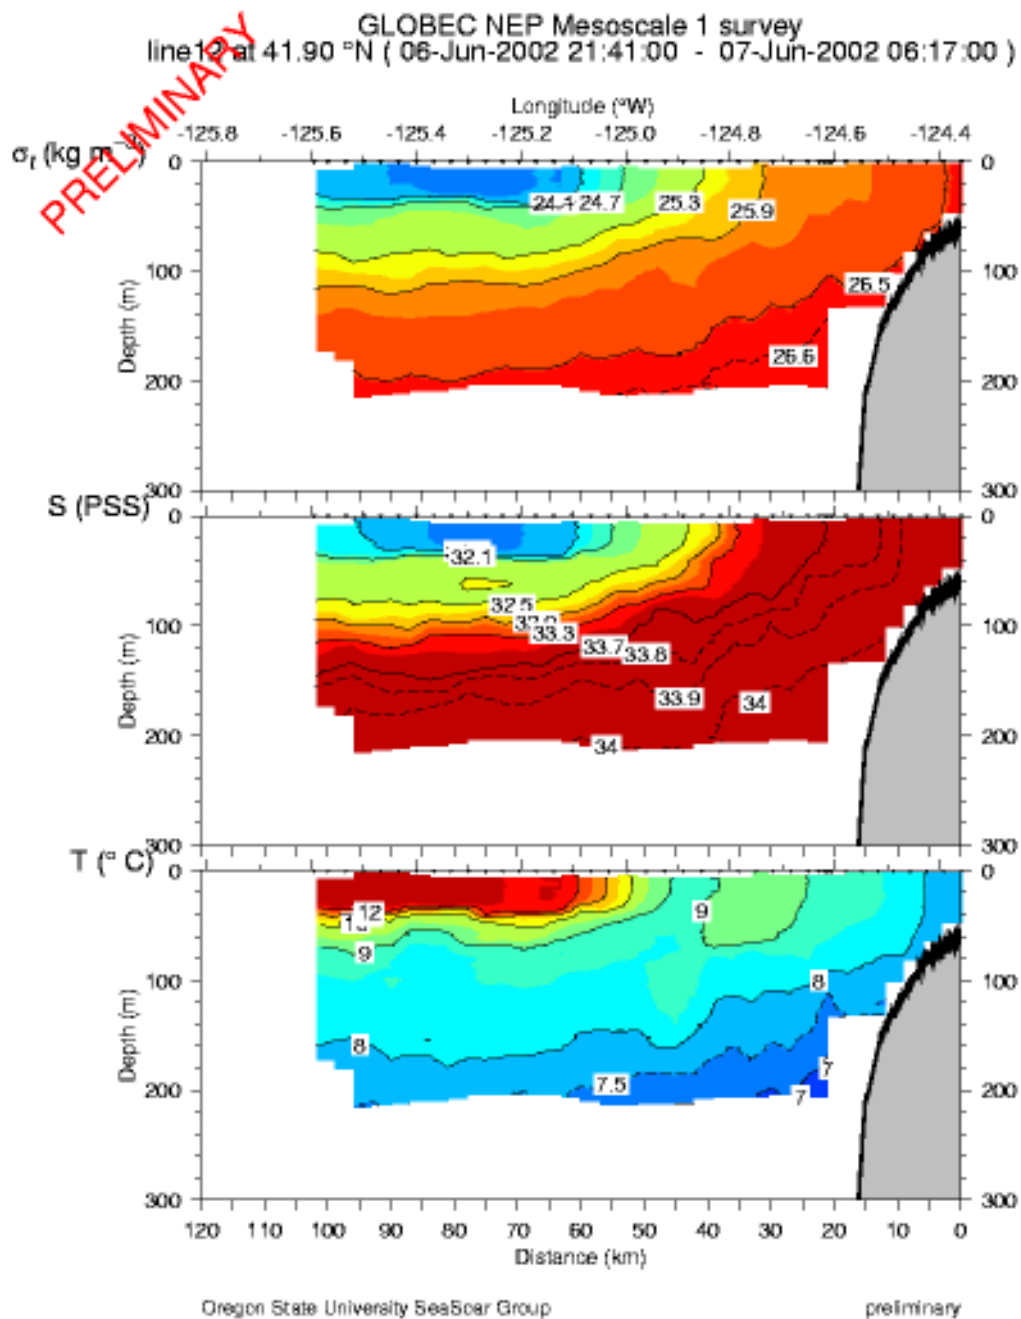 GLOBEC NEP Mesoscale 1 survey
at 41.90 °N ( 06-Jun-2002 21:41:00 - 07-Jun-2002 06:17:00 )
PRELIMINARY
Longitude (°W)
-125.8 -125.6 -125.4 -125.2 -125.0 -124.8 -124.6 -124.4
σt (kg m
0 0
24.7 25.3 25.9
100 100
26.5
Depth (m)
26.6
200 200
300 300
S (PSS)
0 0
32.1
32.5
100 100
33.3
33.7 33.8
Depth (m)
33.9 34
200 200
34
300 300
T (° C)
0 0
12 9
9
100 100
8
Depth (m)
8
7
7.5
200 200
7
300 300
120 110 100 90 80 70 60 50 40 30 20 10 0
Distance (km)
Oregon State University SeaSoar Group preliminary